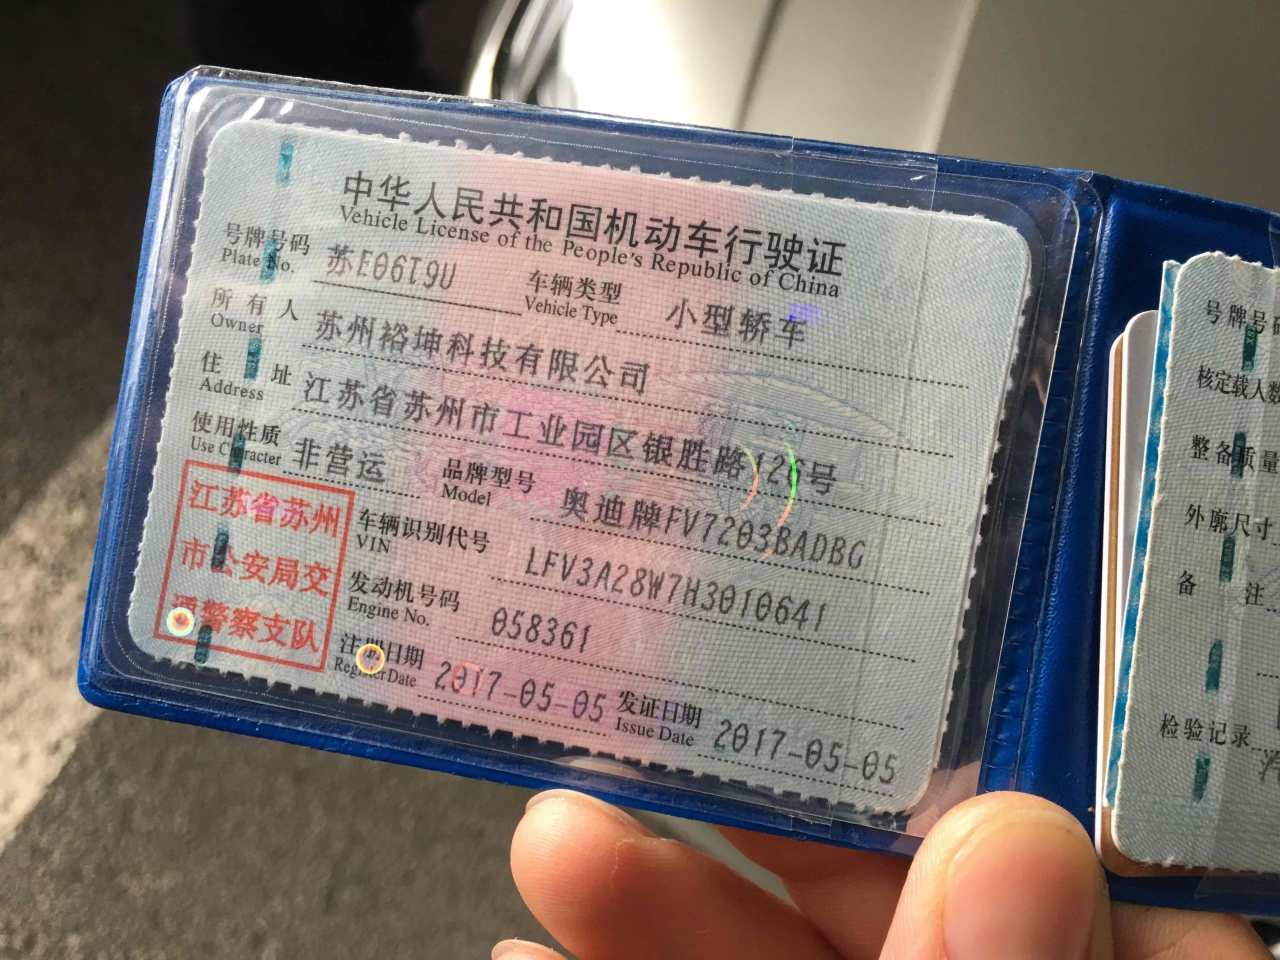 中华人民共和国机动车行驶证
Vehicle License of the People's Republic of China
号牌号码 苏E06T9U 车辆类型 小型轿车
Plate No. Vehicle Type
所有人 苏州裕坤科技有限公司
Owner
住址 江苏省苏州市工业园区银胜路126号
Address
使用性质 非营运 品牌型号 奥迪牌FV7203BADBG
Use Character Model
车辆识别代号 LFV3A28W7H3010641
VIN
发动机号码 058361
Engine No.
注册日期 2017-05-05 发证日期 2017-05-05
Register Date Issue Date
江苏省苏州
市公安局交
通警察支队
号牌号码
核定载人数
整备质量
外廓尺寸
备注
检验记录